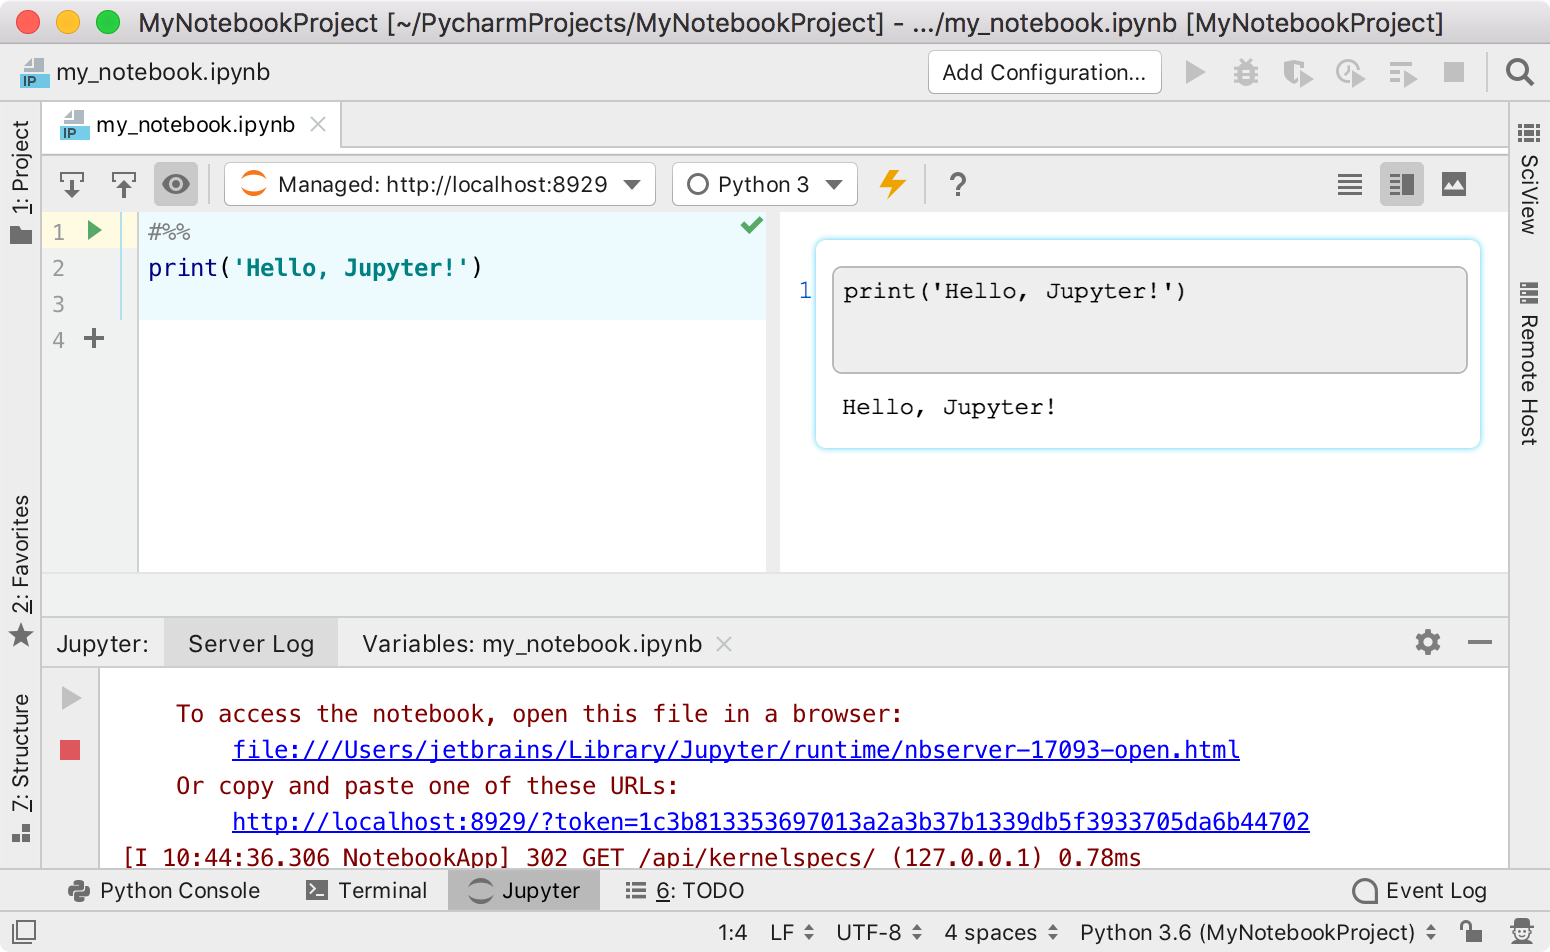 MyNotebookProject [~/PycharmProjects/MyNotebookProject] - .../my_notebook.ipynb [MyNotebookProject]
IP my_notebook.ipynb
Add Configuration...
IP my_notebook.ipynb
1: Project
Managed: http://localhost:8929
Python 3
?
SciView
1 #%%
2 print('Hello, Jupyter!')
3
4
1 print('Hello, Jupyter!')
Hello, Jupyter!
Remote Host
2: Favorites
Jupyter: Server Log Variables: my_notebook.ipynb
7: Structure
To access the notebook, open this file in a browser:
file:///Users/jetbrains/Library/Jupyter/runtime/nbserver-17093-open.html
Or copy and paste one of these URLs:
http://localhost:8929/?token=1c3b813353697013a2a3b37b1339db5f3933705da6b44702
[I 10:44:36.306 NotebookApp] 302 GET /api/kernelspecs/ (127.0.0.1) 0.78ms
Python Console Terminal Jupyter 6: TODO Event Log
1:4 LF UTF-8 4 spaces Python 3.6 (MyNotebookProject)